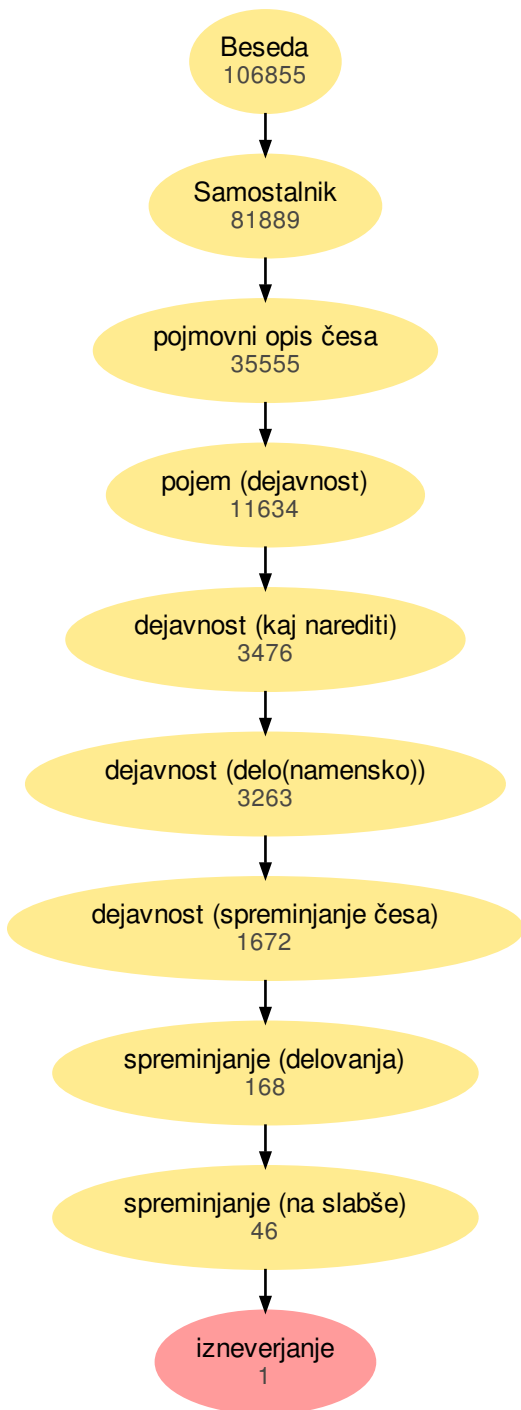 Beseda
106855
Samostalnik
81889
pojmovni opis česa
35555
pojem (dejavnost)
11634
dejavnost (kaj narediti)
3476
dejavnost (delo(namensko))
3263
dejavnost (spreminjanje česa)
1672
spreminjanje (delovanja)
168
spreminjanje (na slabše)
46
izneverjanje
1